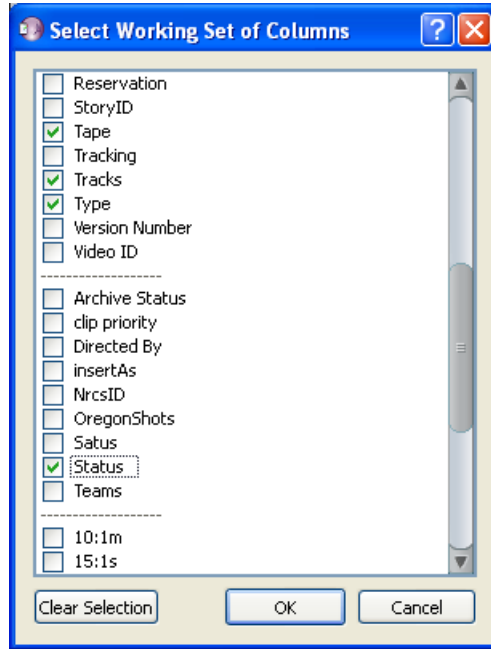 Select Working Set of Columns
Reservation
StoryID
Tape
Tracking
Tracks
Type
Version Number
Video ID
-------------------
Archive Status
clip priority
Directed By
insertAs
NrcsID
OregonShots
Satus
Status
Teams
-------------------
10:1m
15:1s
Clear Selection OK Cancel